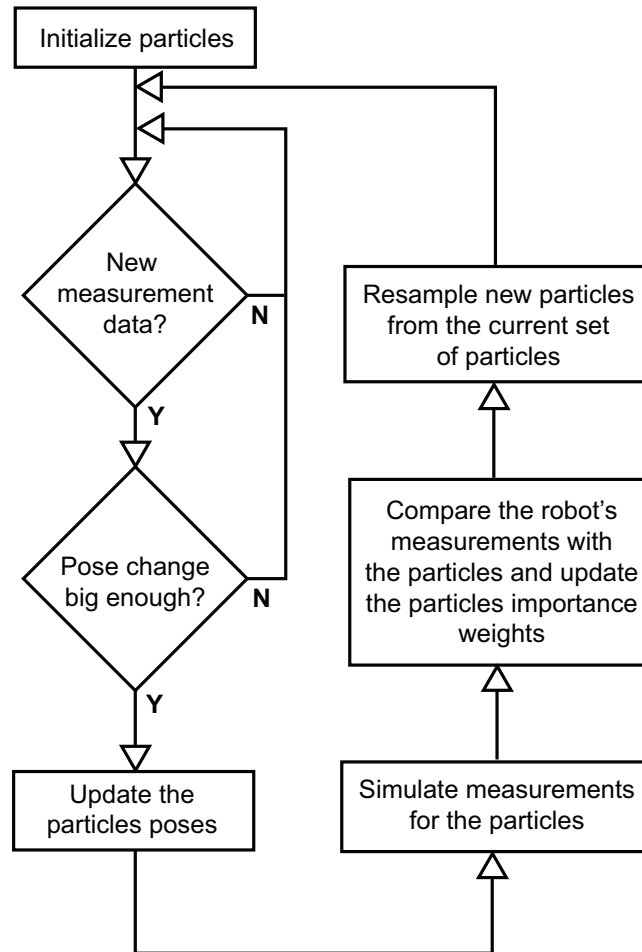 Initialize particles
New
measurement
data?
N
Y
Pose change
big enough?
N
Y
Update the
particles poses
Simulate measurements
for the particles
Compare the robot's
measurements with
the particles and update
the particles importance
weights
Resample new particles
from the current set
of particles